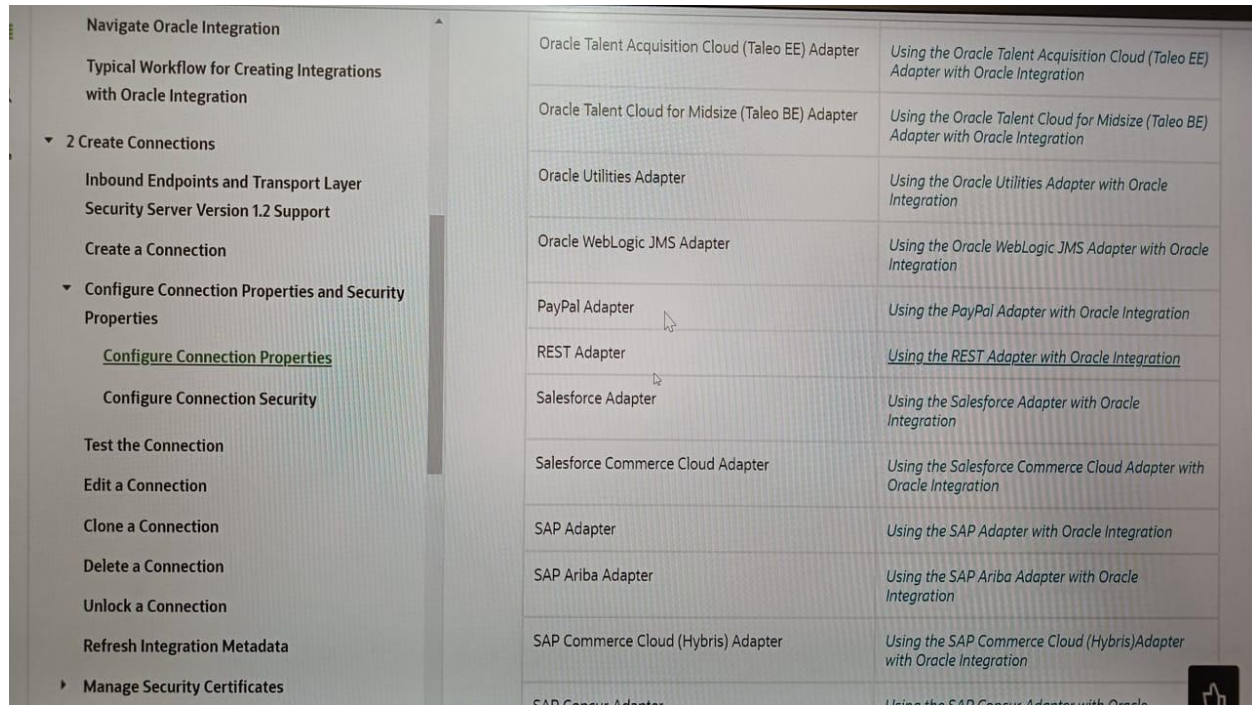 Navigate Oracle Integration
Typical Workflow for Creating Integrations
with Oracle Integration
2 Create Connections
Inbound Endpoints and Transport Layer
Security Server Version 1.2 Support
Create a Connection
Configure Connection Properties and Security
Properties
Configure Connection Properties
Configure Connection Security
Test the Connection
Edit a Connection
Clone a Connection
Delete a Connection
Unlock a Connection
Refresh Integration Metadata
Manage Security Certificates
Oracle Talent Acquisition Cloud (Taleo EE) Adapter
Using the Oracle Talent Acquisition Cloud (Taleo EE)
Adapter with Oracle Integration
Oracle Talent Cloud for Midsize (Taleo BE) Adapter
Using the Oracle Talent Cloud for Midsize (Taleo BE)
Adapter with Oracle Integration
Oracle Utilities Adapter
Using the Oracle Utilities Adapter with Oracle
Integration
Oracle WebLogic JMS Adapter
Using the Oracle WebLogic JMS Adapter with Oracle
Integration
PayPal Adapter
Using the PayPal Adapter with Oracle Integration
REST Adapter
Using the REST Adapter with Oracle Integration
Salesforce Adapter
Using the Salesforce Adapter with Oracle
Integration
Salesforce Commerce Cloud Adapter
Using the Salesforce Commerce Cloud Adapter with
Oracle Integration
SAP Adapter
Using the SAP Adapter with Oracle Integration
SAP Ariba Adapter
Using the SAP Ariba Adapter with Oracle
Integration
SAP Commerce Cloud (Hybris) Adapter
Using the SAP Commerce Cloud (Hybris)Adapter
with Oracle Integration
SAP Concur Adapter
Using the SAP Concur Adapter with Oracle